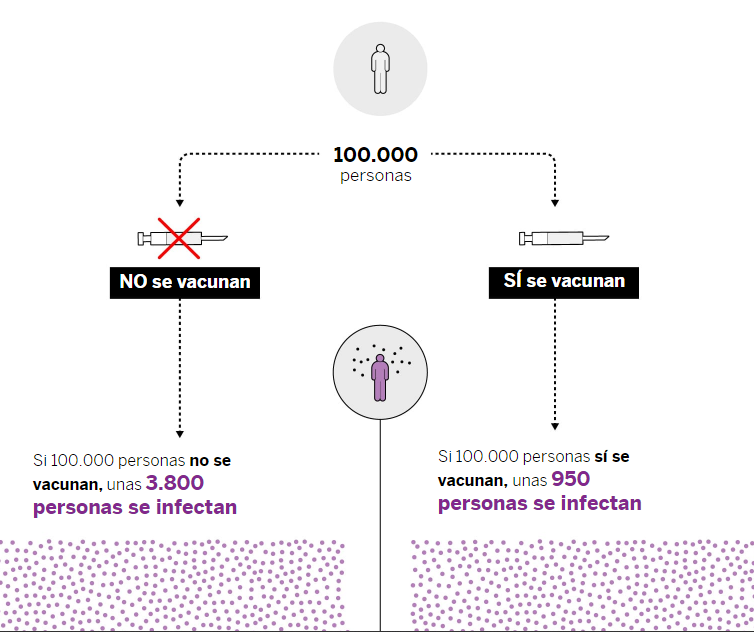 100.000
personas
NO se vacunan
SÍ se vacunan
Si 100.000 personas no se
vacunan, unas 3.800
personas se infectan
Si 100.000 personas sí se
vacunan, unas 950
personas se infectan